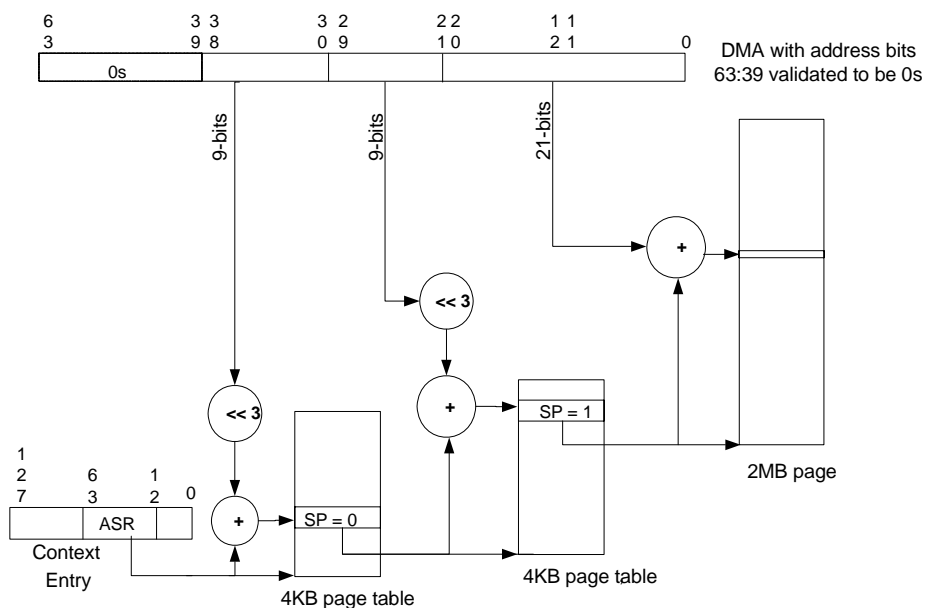 6 3 3 3 2 2 2 1 1
3 9 8 0 9 1 0 2 1 0
0s
DMA with address bits
63:39 validated to be 0s
9-bits
9-bits
21-bits
+
<< 3
<< 3
+
SP = 1
2MB page
1 6 1
2 3 2 0
7
ASR
+
SP = 0
Context
Entry
4KB page table
4KB page table